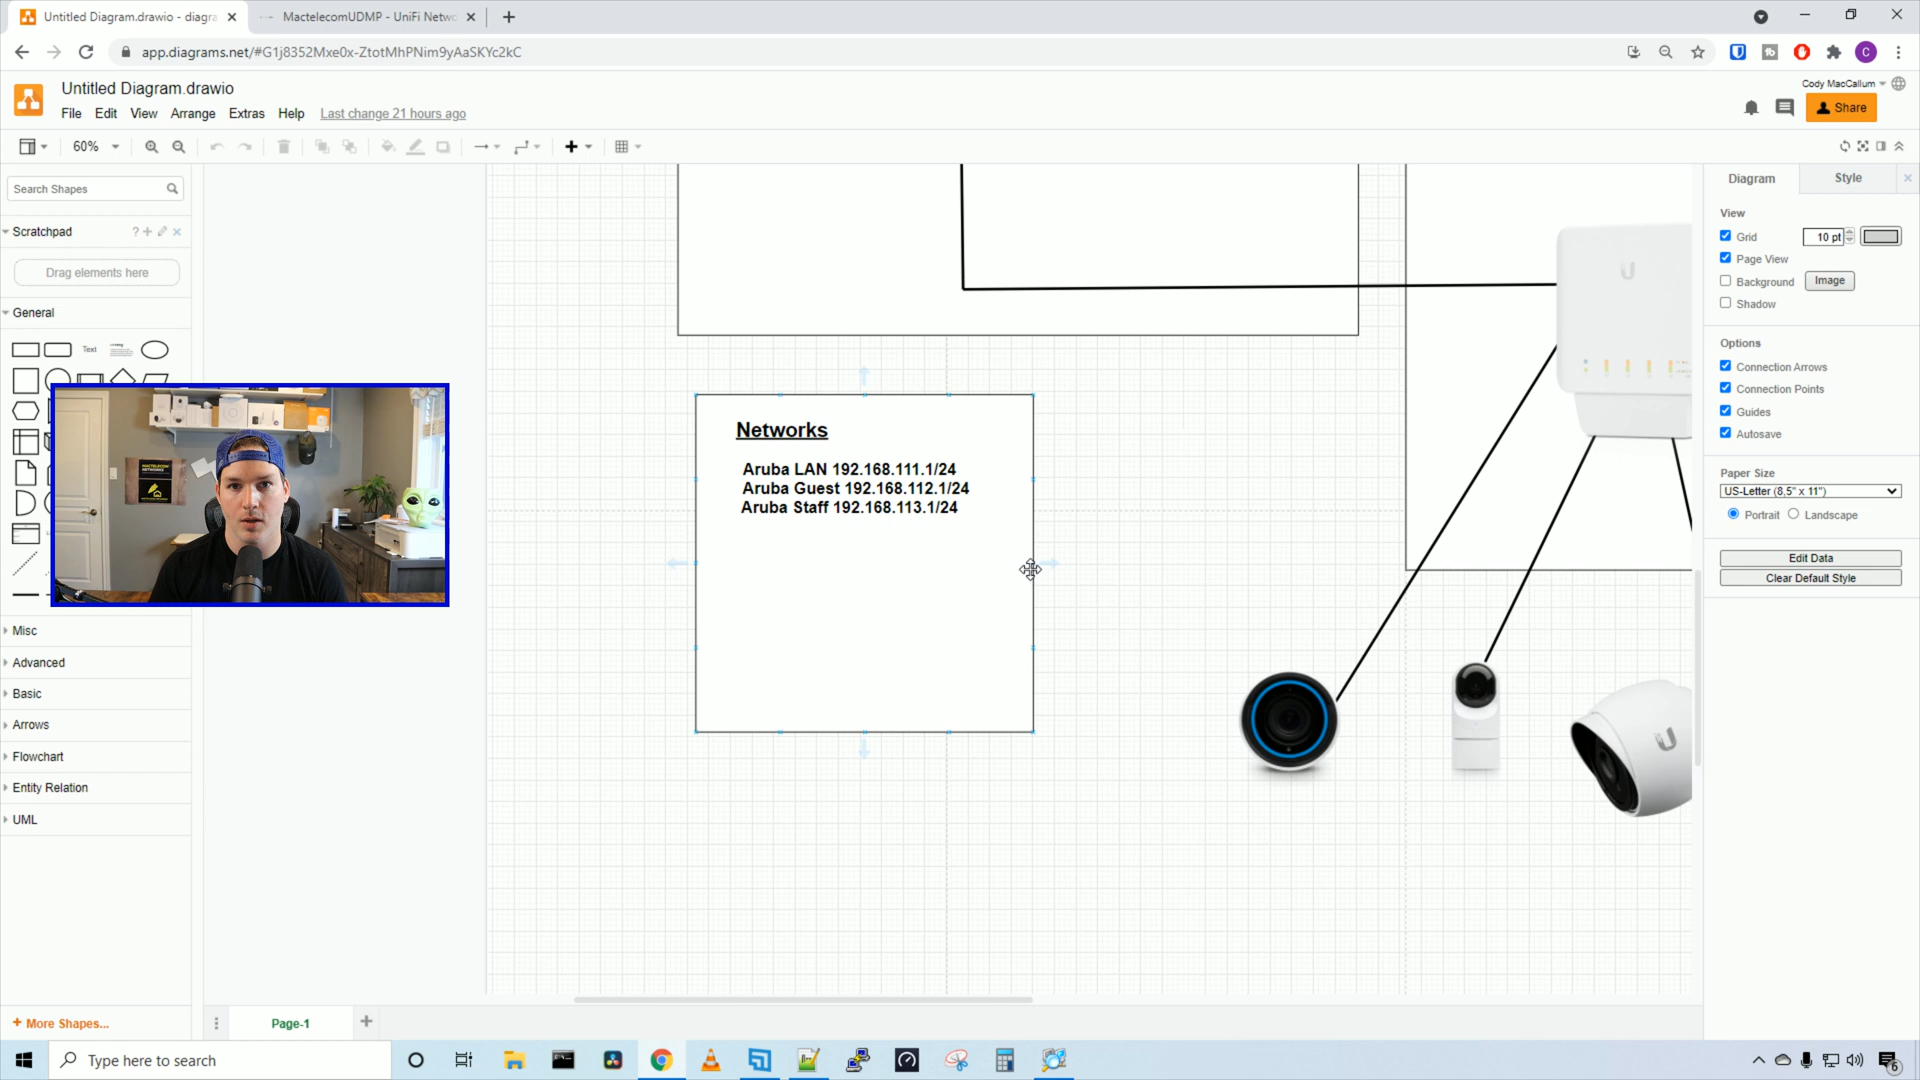 Untitled Diagram.drawio - diagra
MactelecomUDMP - UniFi Netwo
app.diagrams.net/#G1j8352Mxe0x-ZtotMhPNim9yAaSKYc2kC
C
Untitled Diagram.drawio
Cody MacCallum
File Edit View Arrange Extras Help Last change 21 hours ago
Share
60%
Search Shapes
Scratchpad
?
Drag elements here
General
Text
Misc
Advanced
Basic
Arrows
Flowchart
Entity Relation
UML
+ More Shapes...
Page-1
Networks
Aruba LAN 192.168.111.1/24
Aruba Guest 192.168.112.1/24
Aruba Staff 192.168.113.1/24
Diagram Style
View
Grid 10 pt
Page View
Background Image
Shadow
Options
Connection Arrows
Connection Points
Guides
Autosave
Paper Size
US-Letter (8,5" x 11")
Portrait Landscape
Edit Data
Clear Default Style
MACTELECOM NETWORKS
Type here to search
6